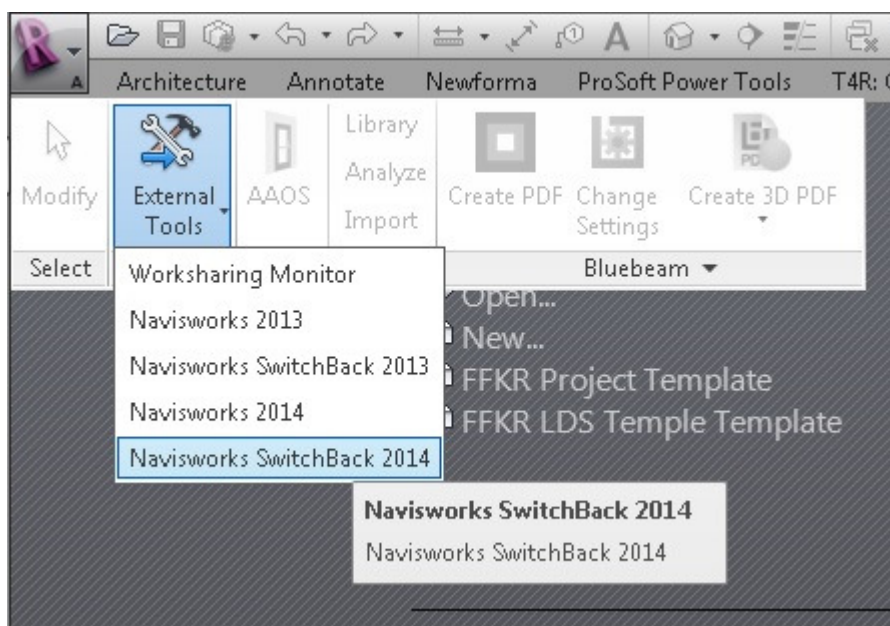 A
A
Architecture Annotate Newforma ProSoft Power Tools T4R:
Modify
External Tools
AAOS
Library
Analyze
Import
Create PDF
Change Settings
PD
Create 3D PDF
Select
Bluebeam
Worksharing Monitor
Navisworks 2013
Navisworks SwitchBack 2013
Navisworks 2014
Navisworks SwitchBack 2014
Open...
New...
FFKR Project Template
FFKR LDS Temple Template
Navisworks SwitchBack 2014
Navisworks SwitchBack 2014